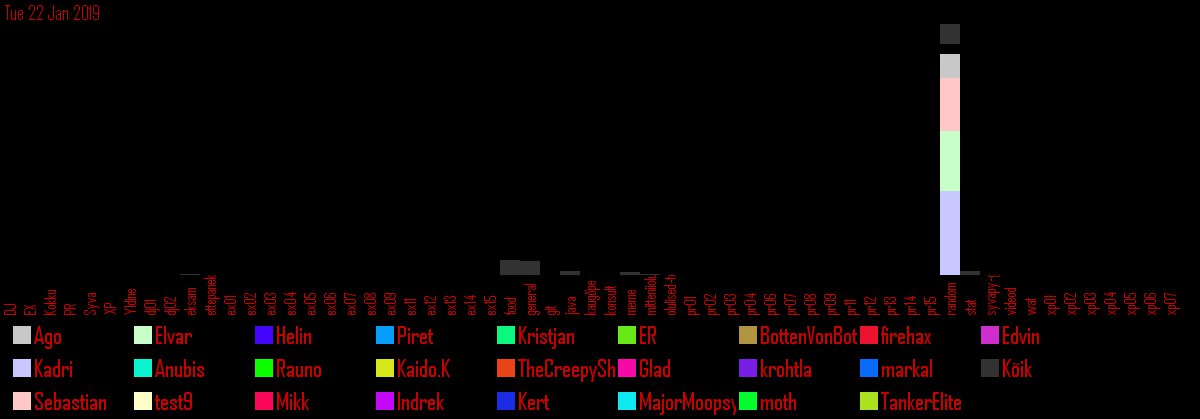 Tue 22 Jan 2019
DJ EX Kokku PR Syva XP Yldine dj01 dj02 eksam ettepanek ex01 ex02 ex03 ex04 ex05 ex06 ex07 ex08 ex09 ex11 ex12 ex13 ex14 ex15 food general git java kaugõpe konsult meme mitteriiolu olulised-h pr01 pr02 pr03 pr04 pr06 pr07 pr08 pr09 pr11 pr12 pr13 pr14 pr15 random stat syvapy-t videod wat xp01 xp02 xp03 xp04 xp05 xp06 xp07
Ago Elvar Helin Piret Kristjan ER BottenVonBot firehax Edvin
Kadri Anubis Rauno Kaido.K TheCreepySh Glad krohtla markal Kõik
Sebastian test9 Mikk Indrek Kert MajorMoopsy moth TankerElite